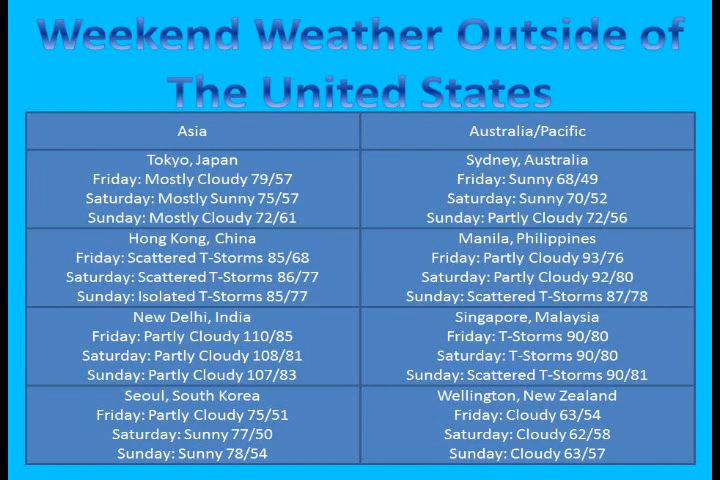 Weekend Weather Outside of
The United States
Asia
Australia/Pacific
Tokyo, Japan
Friday: Mostly Cloudy 79/57
Saturday: Mostly Sunny 75/57
Sunday: Mostly Cloudy 72/61
Sydney, Australia
Friday: Sunny 68/49
Saturday: Sunny 70/52
Sunday: Partly Cloudy 72/56
Hong Kong, China
Friday: Scattered T-Storms 85/68
Saturday: Scattered T-Storms 86/77
Sunday: Isolated T-Storms 85/77
Manila, Philippines
Friday: Partly Cloudy 93/76
Saturday: Partly Cloudy 92/80
Sunday: Scattered T-Storms 87/78
New Delhi, India
Friday: Partly Cloudy 110/85
Saturday: Partly Cloudy 108/81
Sunday: Partly Cloudy 107/83
Singapore, Malaysia
Friday: T-Storms 90/80
Saturday: T-Storms 90/80
Sunday: Scattered T-Storms 90/81
Seoul, South Korea
Friday: Partly Cloudy 75/51
Saturday: Sunny 77/50
Sunday: Sunny 78/54
Wellington, New Zealand
Friday: Cloudy 63/54
Saturday: Cloudy 62/58
Sunday: Cloudy 63/57